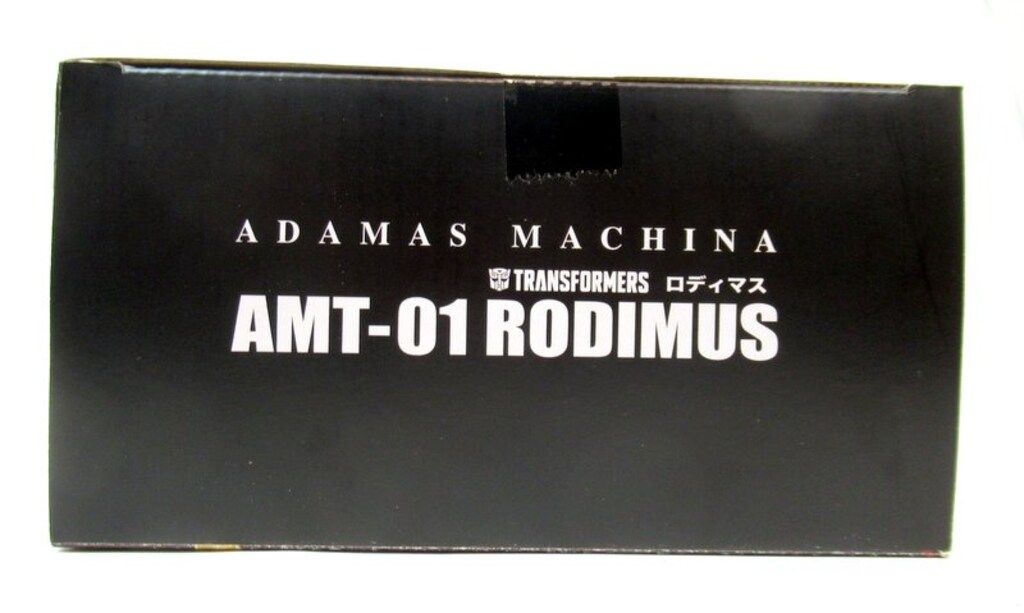 ADAMAS MACHINA
TRANSFORMERS ロディマス
AMT-01 RODIMUS